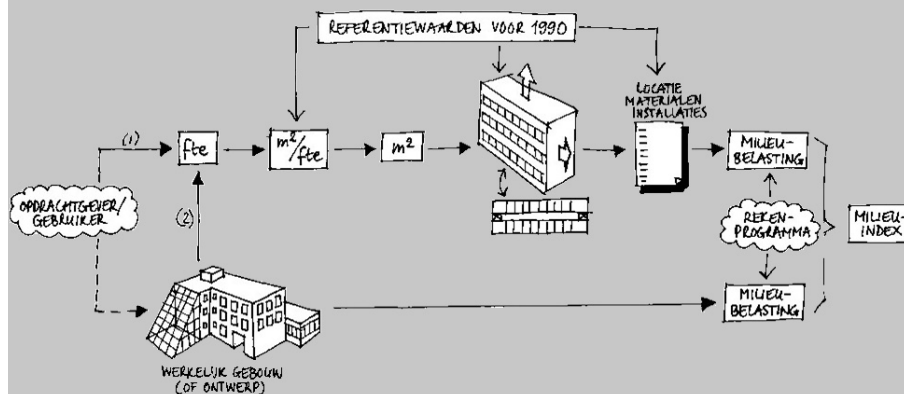 REFERENTIEWAARDEN VOOR 1990
LOCATIE
MATERIALEN
INSTALLATIES
(1)
fte
m²/fte
m²
MILIEU-
BELASTING
OPDRACHTGEVER/
GEBRUIKER
(2)
REKEN-
PROGRAMMA
MILIEU-
INDEX
MILIEU-
BELASTING
WERKELIJK GEBOUW
(OF ONTWERP)